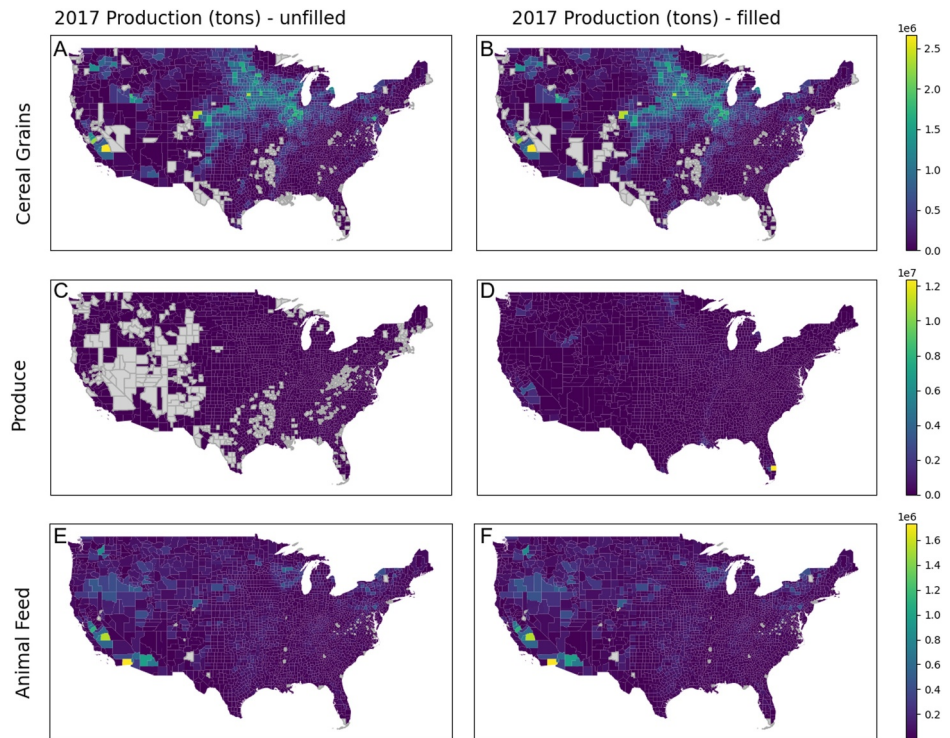 2017 Production (tons) - unfilled
2017 Production (tons) - filled
Cereal Grains
A
B
1e6
2.5
2.0
1.5
1.0
0.5
0.0
Produce
C
D
1e7
1.2
1.0
0.8
0.6
0.4
0.2
0.0
Animal Feed
E
F
1e6
1.6
1.4
1.2
1.0
0.8
0.6
0.4
0.2